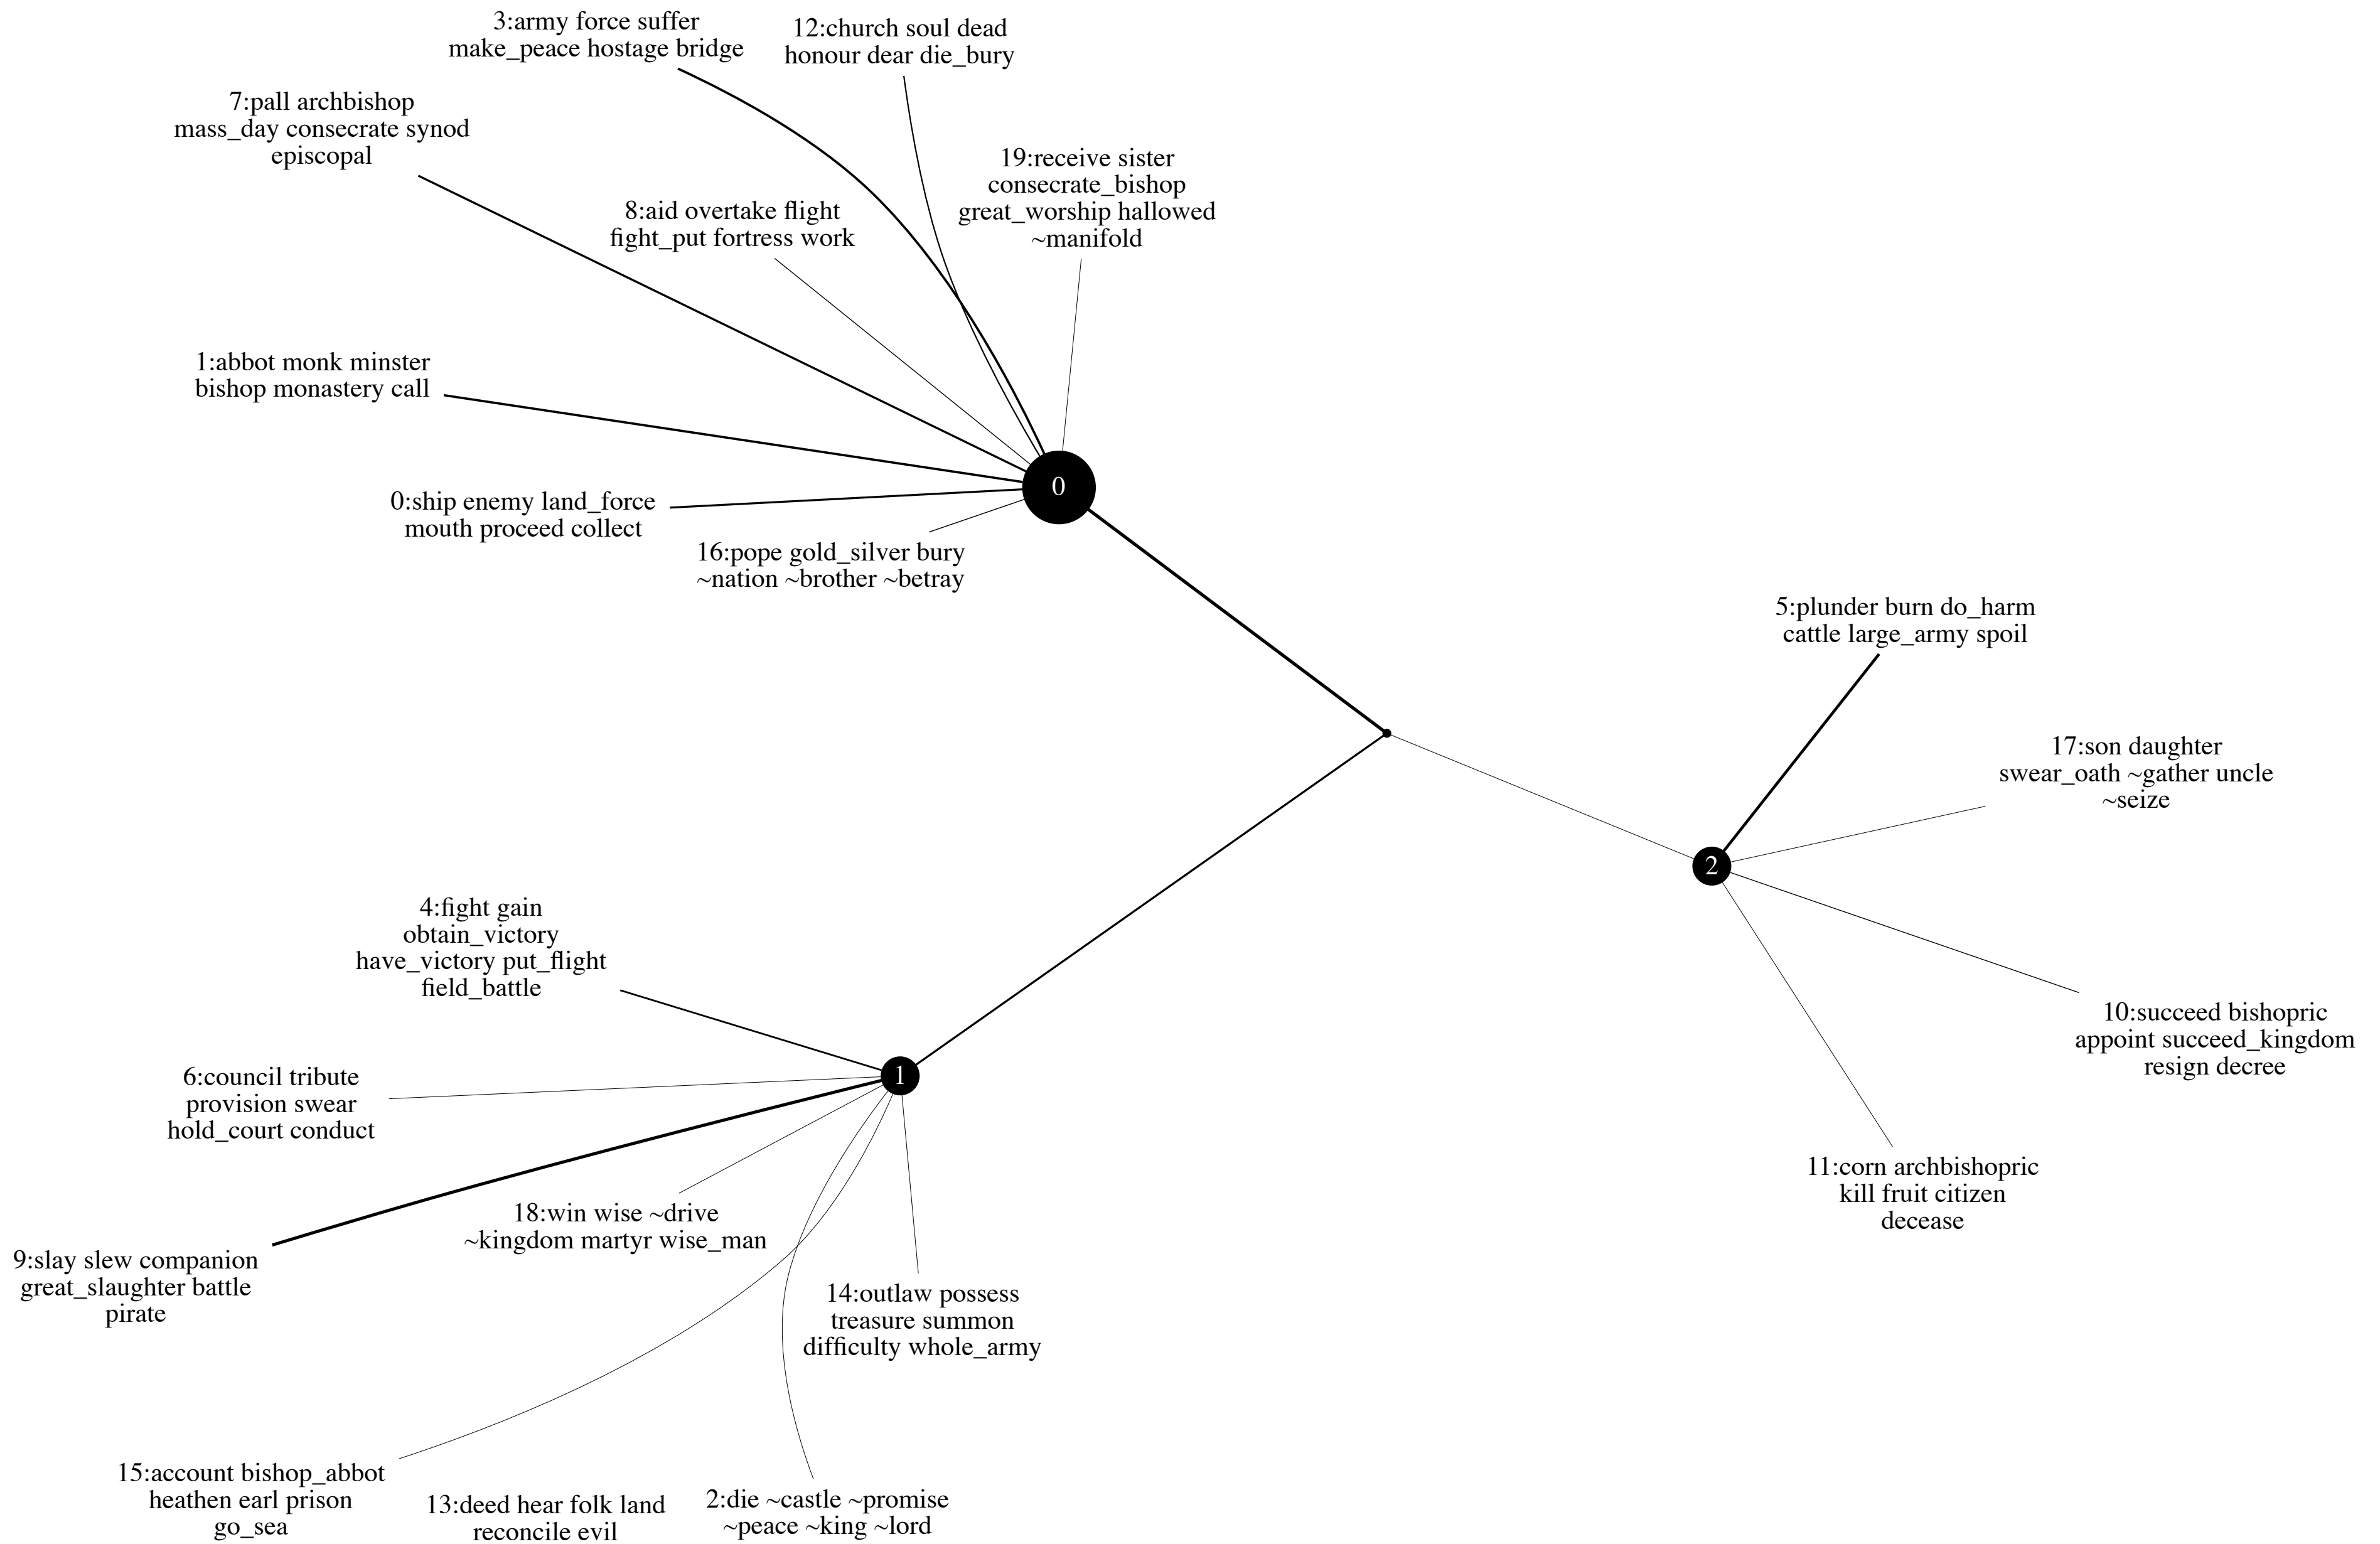 3:army force suffer
make_peace hostage bridge
12:church soul dead
honour dear die_bury
7:pall archbishop
mass_day consecrate synod
episcopal
19:receive sister
consecrate_bishop
great_worship hallowed
~manifold
8:aid overtake flight
fight_put fortress work
1:abbot monk minster
bishop monastery call
0
0:ship enemy land_force
mouth proceed collect
16:pope gold_silver bury
~nation ~brother ~betray
5:plunder burn do_harm
cattle large_army spoil
17:son daughter
swear_oath ~gather uncle
~seize
2
4:fight gain
obtain_victory
have_victory put_flight
field_battle
10:succeed bishopric
appoint succeed_kingdom
resign decree
1
6:council tribute
provision swear
hold_court conduct
11:corn archbishopric
kill fruit citizen
decease
18:win wise ~drive
~kingdom martyr wise_man
9:slay slew companion
great_slaughter battle
pirate
14:outlaw possess
treasure summon
difficulty whole_army
15:account bishop_abbot
heathen earl prison
go_sea
13:deed hear folk land
reconcile evil
2:die ~castle ~promise
~peace ~king ~lord